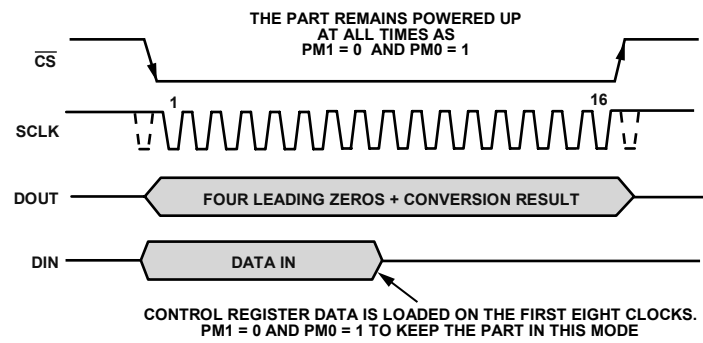 THE PART REMAINS POWERED UP
AT ALL TIMES AS
PM1 = 0 AND PM0 = 1
CS
1
16
SCLK
DOUT
FOUR LEADING ZEROS + CONVERSION RESULT
DIN
DATA IN
CONTROL REGISTER DATA IS LOADED ON THE FIRST EIGHT CLOCKS.
PM1 = 0 AND PM0 = 1 TO KEEP THE PART IN THIS MODE